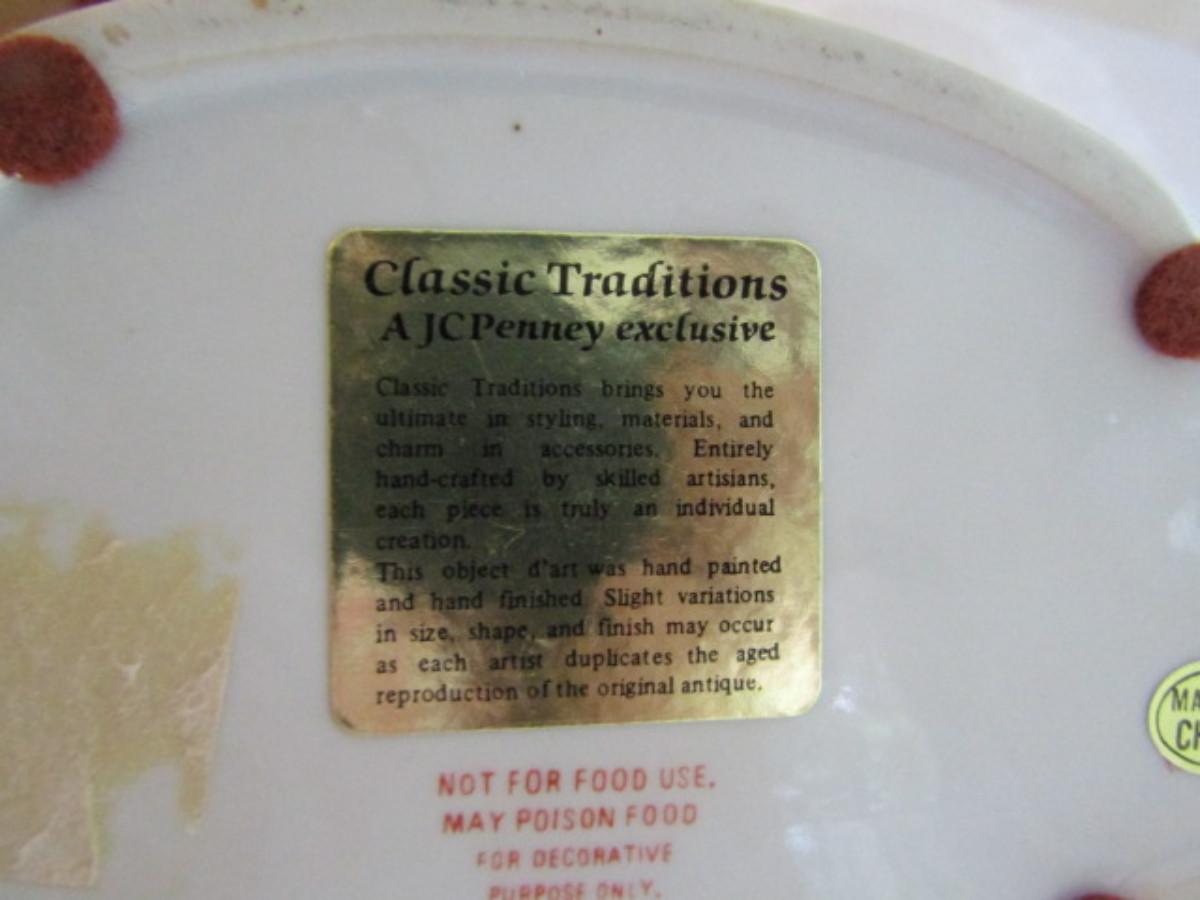 Classic Traditions
A JCPenney exclusive
Classic Traditions brings you the
ultimate in styling, materials, and
charm in accessories. Entirely
hand-crafted by skilled artisians,
each piece is truly an individual
creation.
This object d'art was hand painted
and hand finished. Slight variations
in size, shape, and finish may occur
as each artist duplicates the aged
reproduction of the original antique.
NOT FOR FOOD USE.
MAY POISON FOOD
FOR DECORATIVE
PURPOSE ONLY.